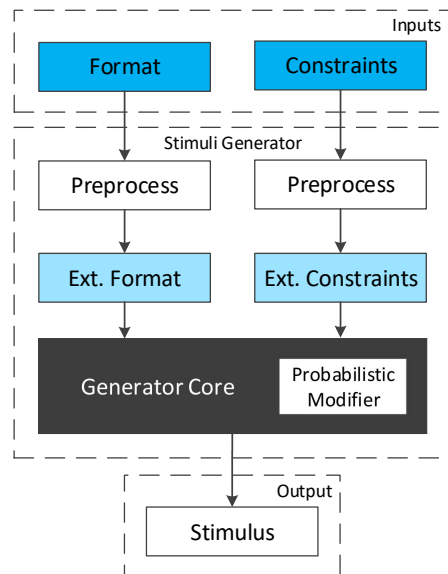 Inputs
Format
Constraints
Stimuli Generator
Preprocess
Preprocess
Ext. Format
Ext. Constraints
Generator Core
Probabilistic
Modifier
Output
Stimulus